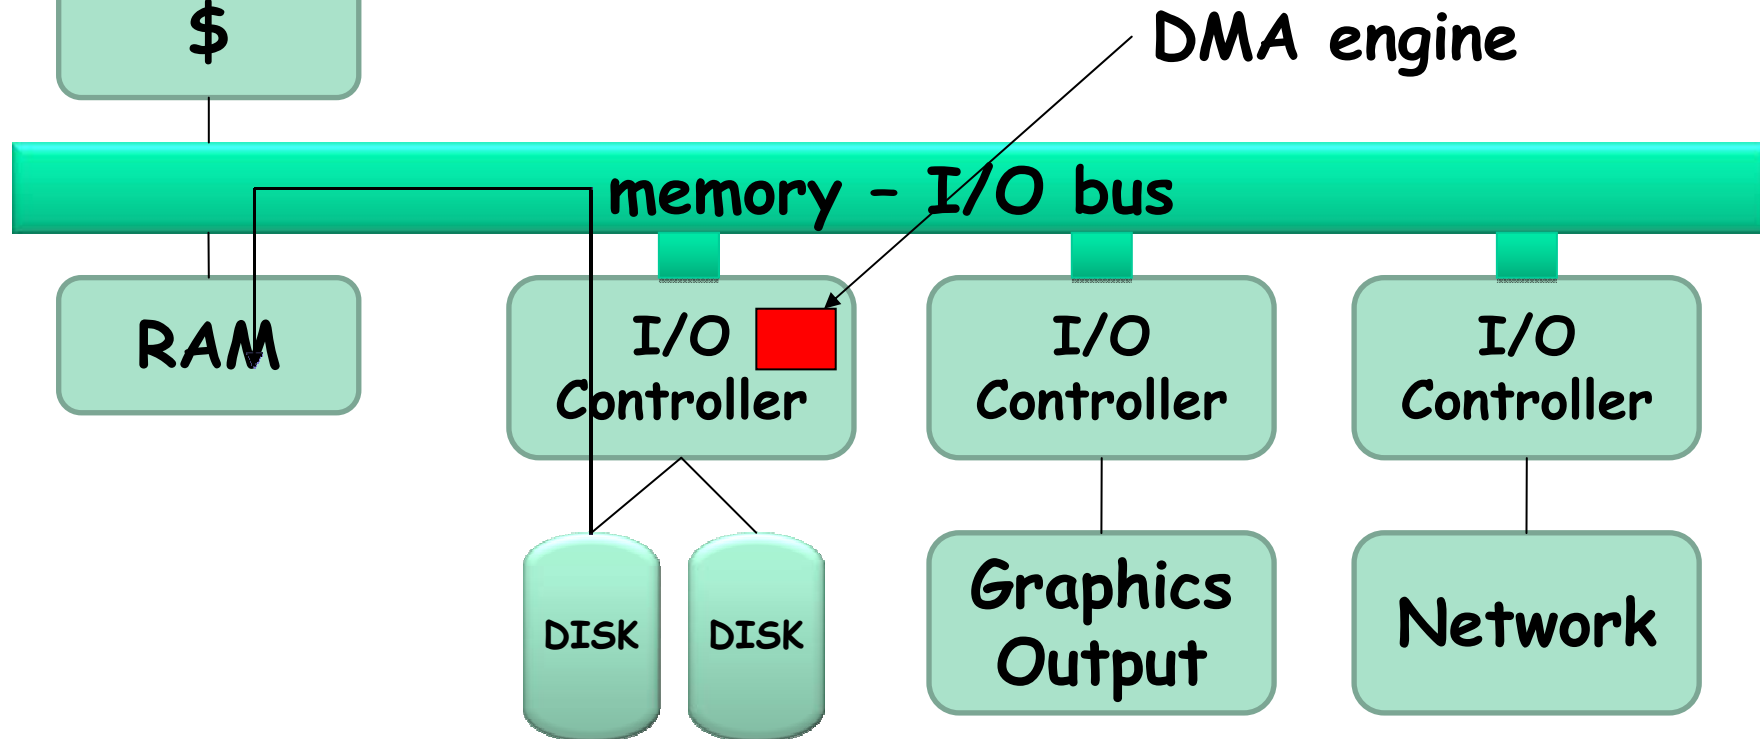 $
DMA engine
memory – I/O bus
RAM
I/O
Controller
I/O
Controller
I/O
Controller
DISK
DISK
Graphics
Output
Network